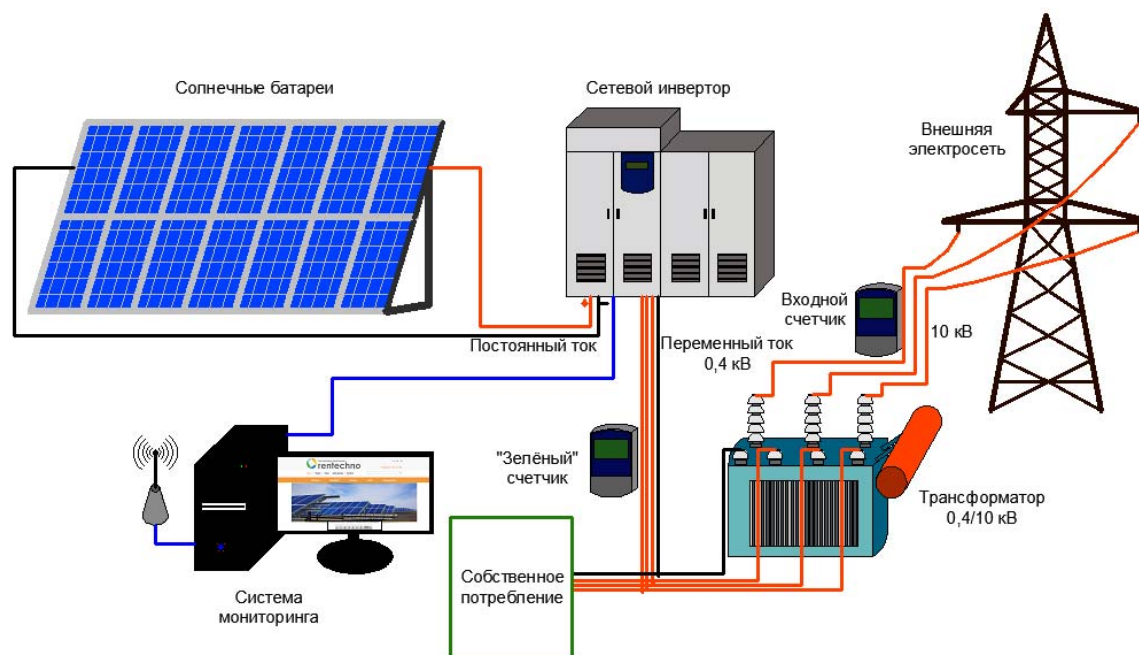 Солнечные батареи
Сетевой инвертор
Внешняя
электросеть
Входной
счетчик
10 кВ
Постоянный ток
Переменный ток
0,4 кВ
"Зелёный"
счетчик
rentechno
Трансформатор
0,4/10 кВ
Собственное
потребление
Система
мониторинга